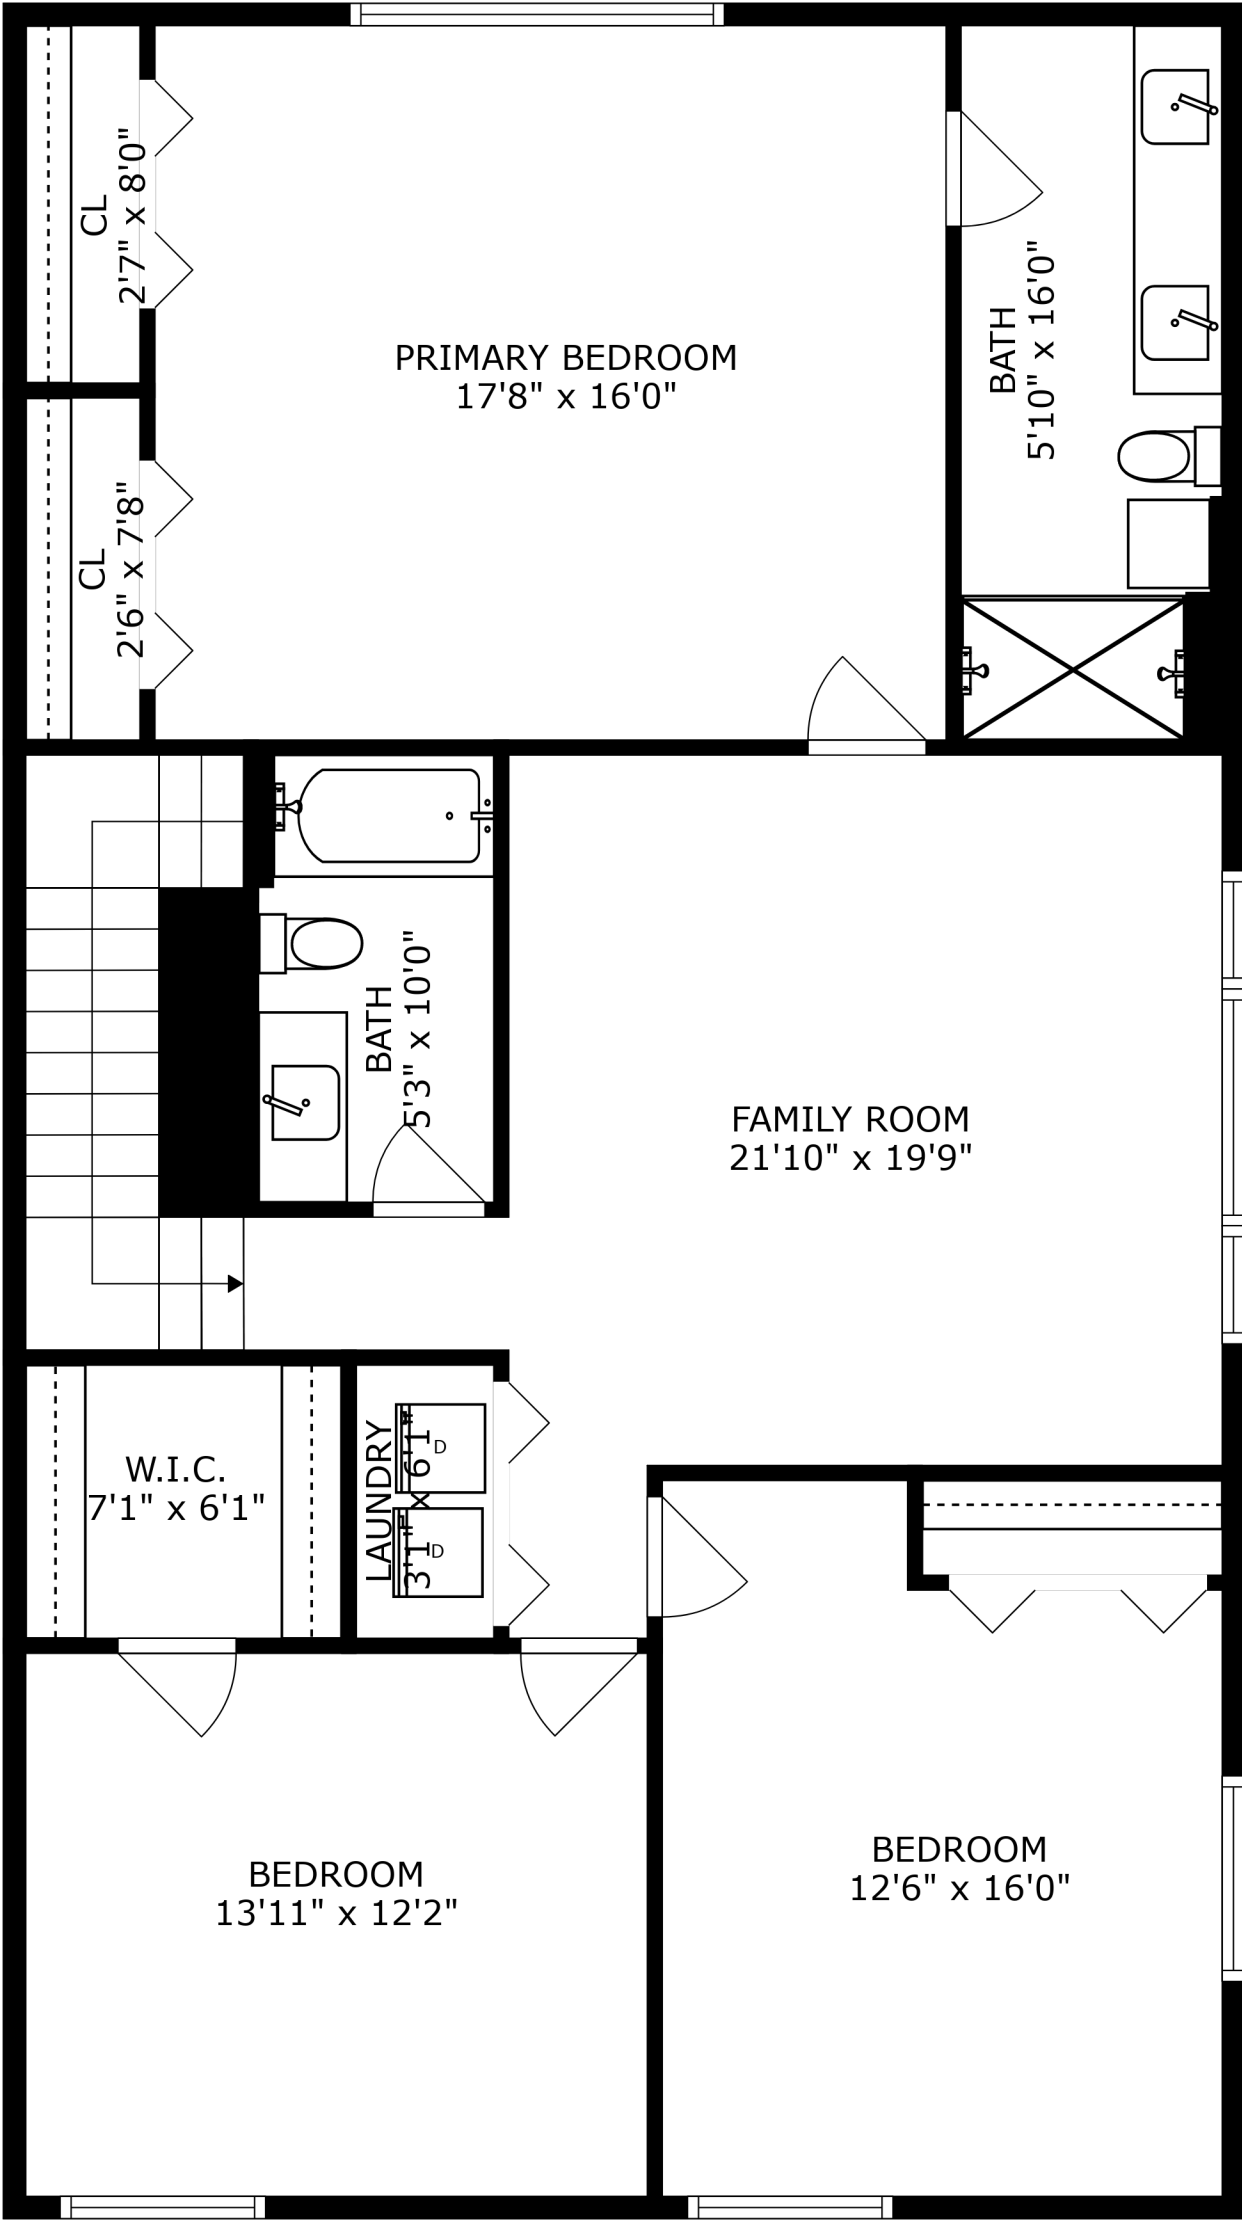 CL
2'7" x 8'0"
PRIMARY BEDROOM
17'8" x 16'0"
BATH
5'10" x 16'0"
CL
2'6" x 7'8"
BATH
5'3" x 10'0"
FAMILY ROOM
21'10" x 19'9"
W.I.C.
7'1" x 6'1"
LAUNDRY
3'1" x 6'1"
D
D
BEDROOM
13'11" x 12'2"
BEDROOM
12'6" x 16'0"